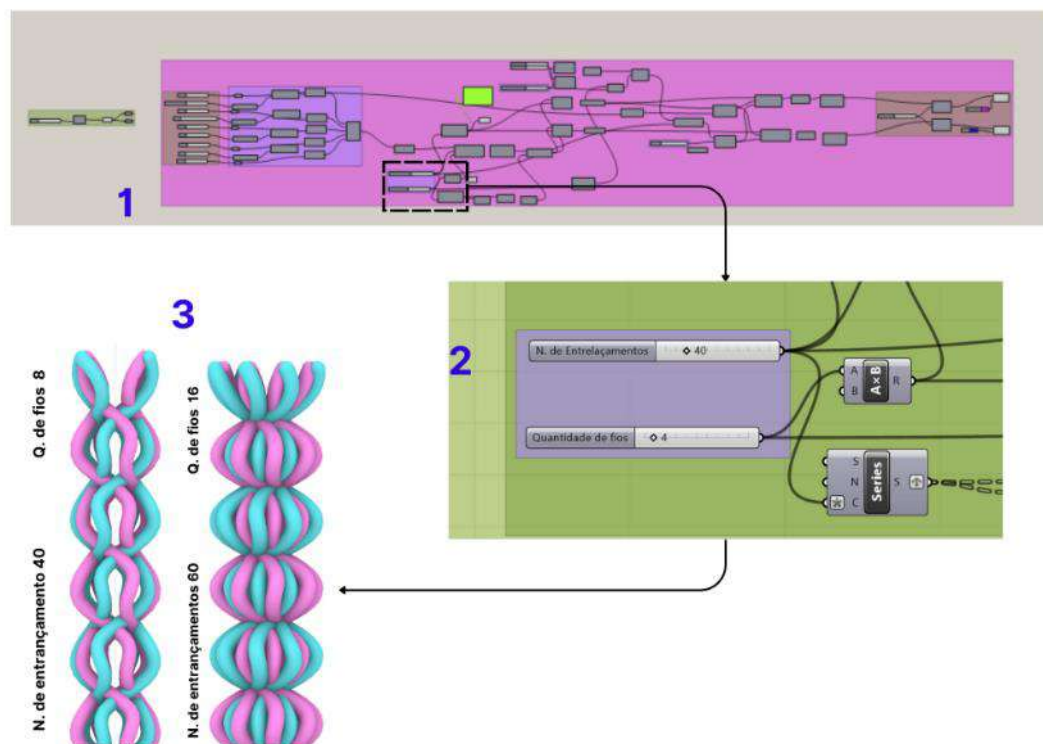 1
2
N. de Entrelaçamentos
40
A
B
A×B
R
Quantidade de fios
4
S
N
C
Series
S
3
Q. de fios 8
N. de entrançamento 40
Q. de fios 16
N. de entrançamentos 60